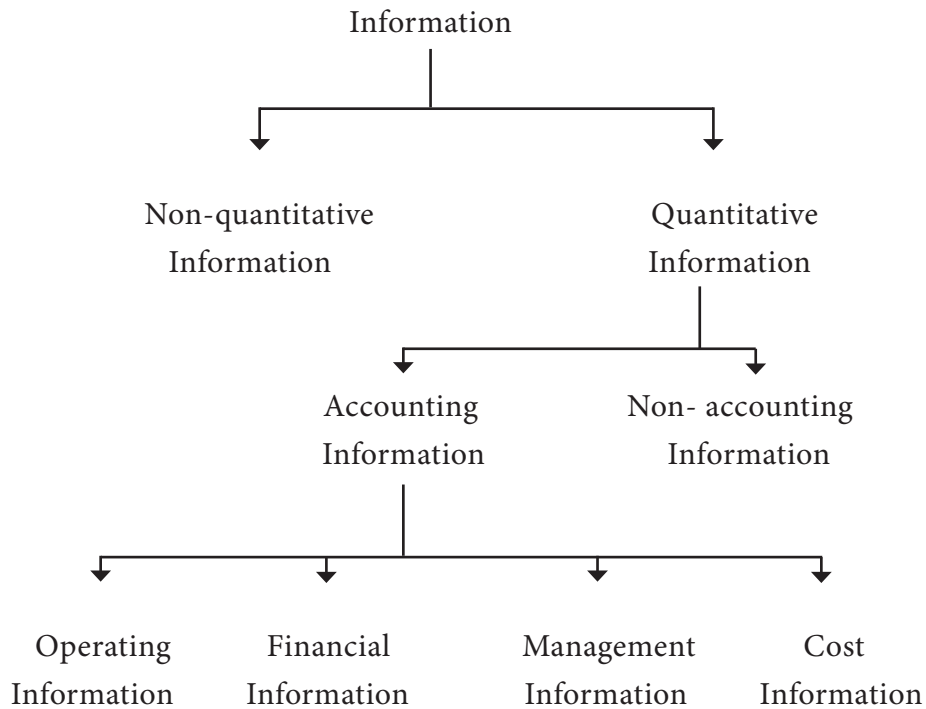 Information
Non-quantitative
Information
Quantitative
Information
Accounting
Information
Non- accounting
Information
Operating
Information
Financial
Information
Management
Information
Cost
Information